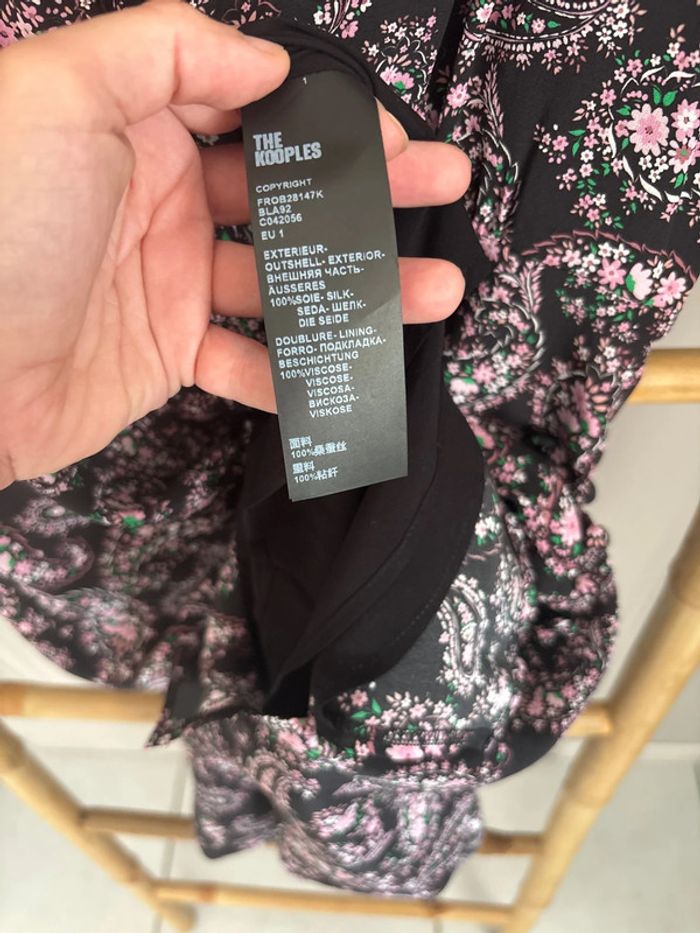 1
THE
KOOPLES
COPYRIGHT
FROB28147K
BLA92
C042056
EU 1
EXTERIEUR-
OUTSHELL- EXTERIOR-
ВНЕШНЯЯ ЧАСТЬ-
ÄUSSERES
100%SOIE- SILK-
SEDA- ШЕЛК-
DIE SEIDE
DOUBLURE- LINING-
FORRO- ПОДКЛАДКА-
BESCHICHTUNG
100%VISCOSE-
VISCOSE-
VISCOSA-
ВИСКОЗА-
VISKOSE
面料
100%桑蚕丝
里料
100%粘纤